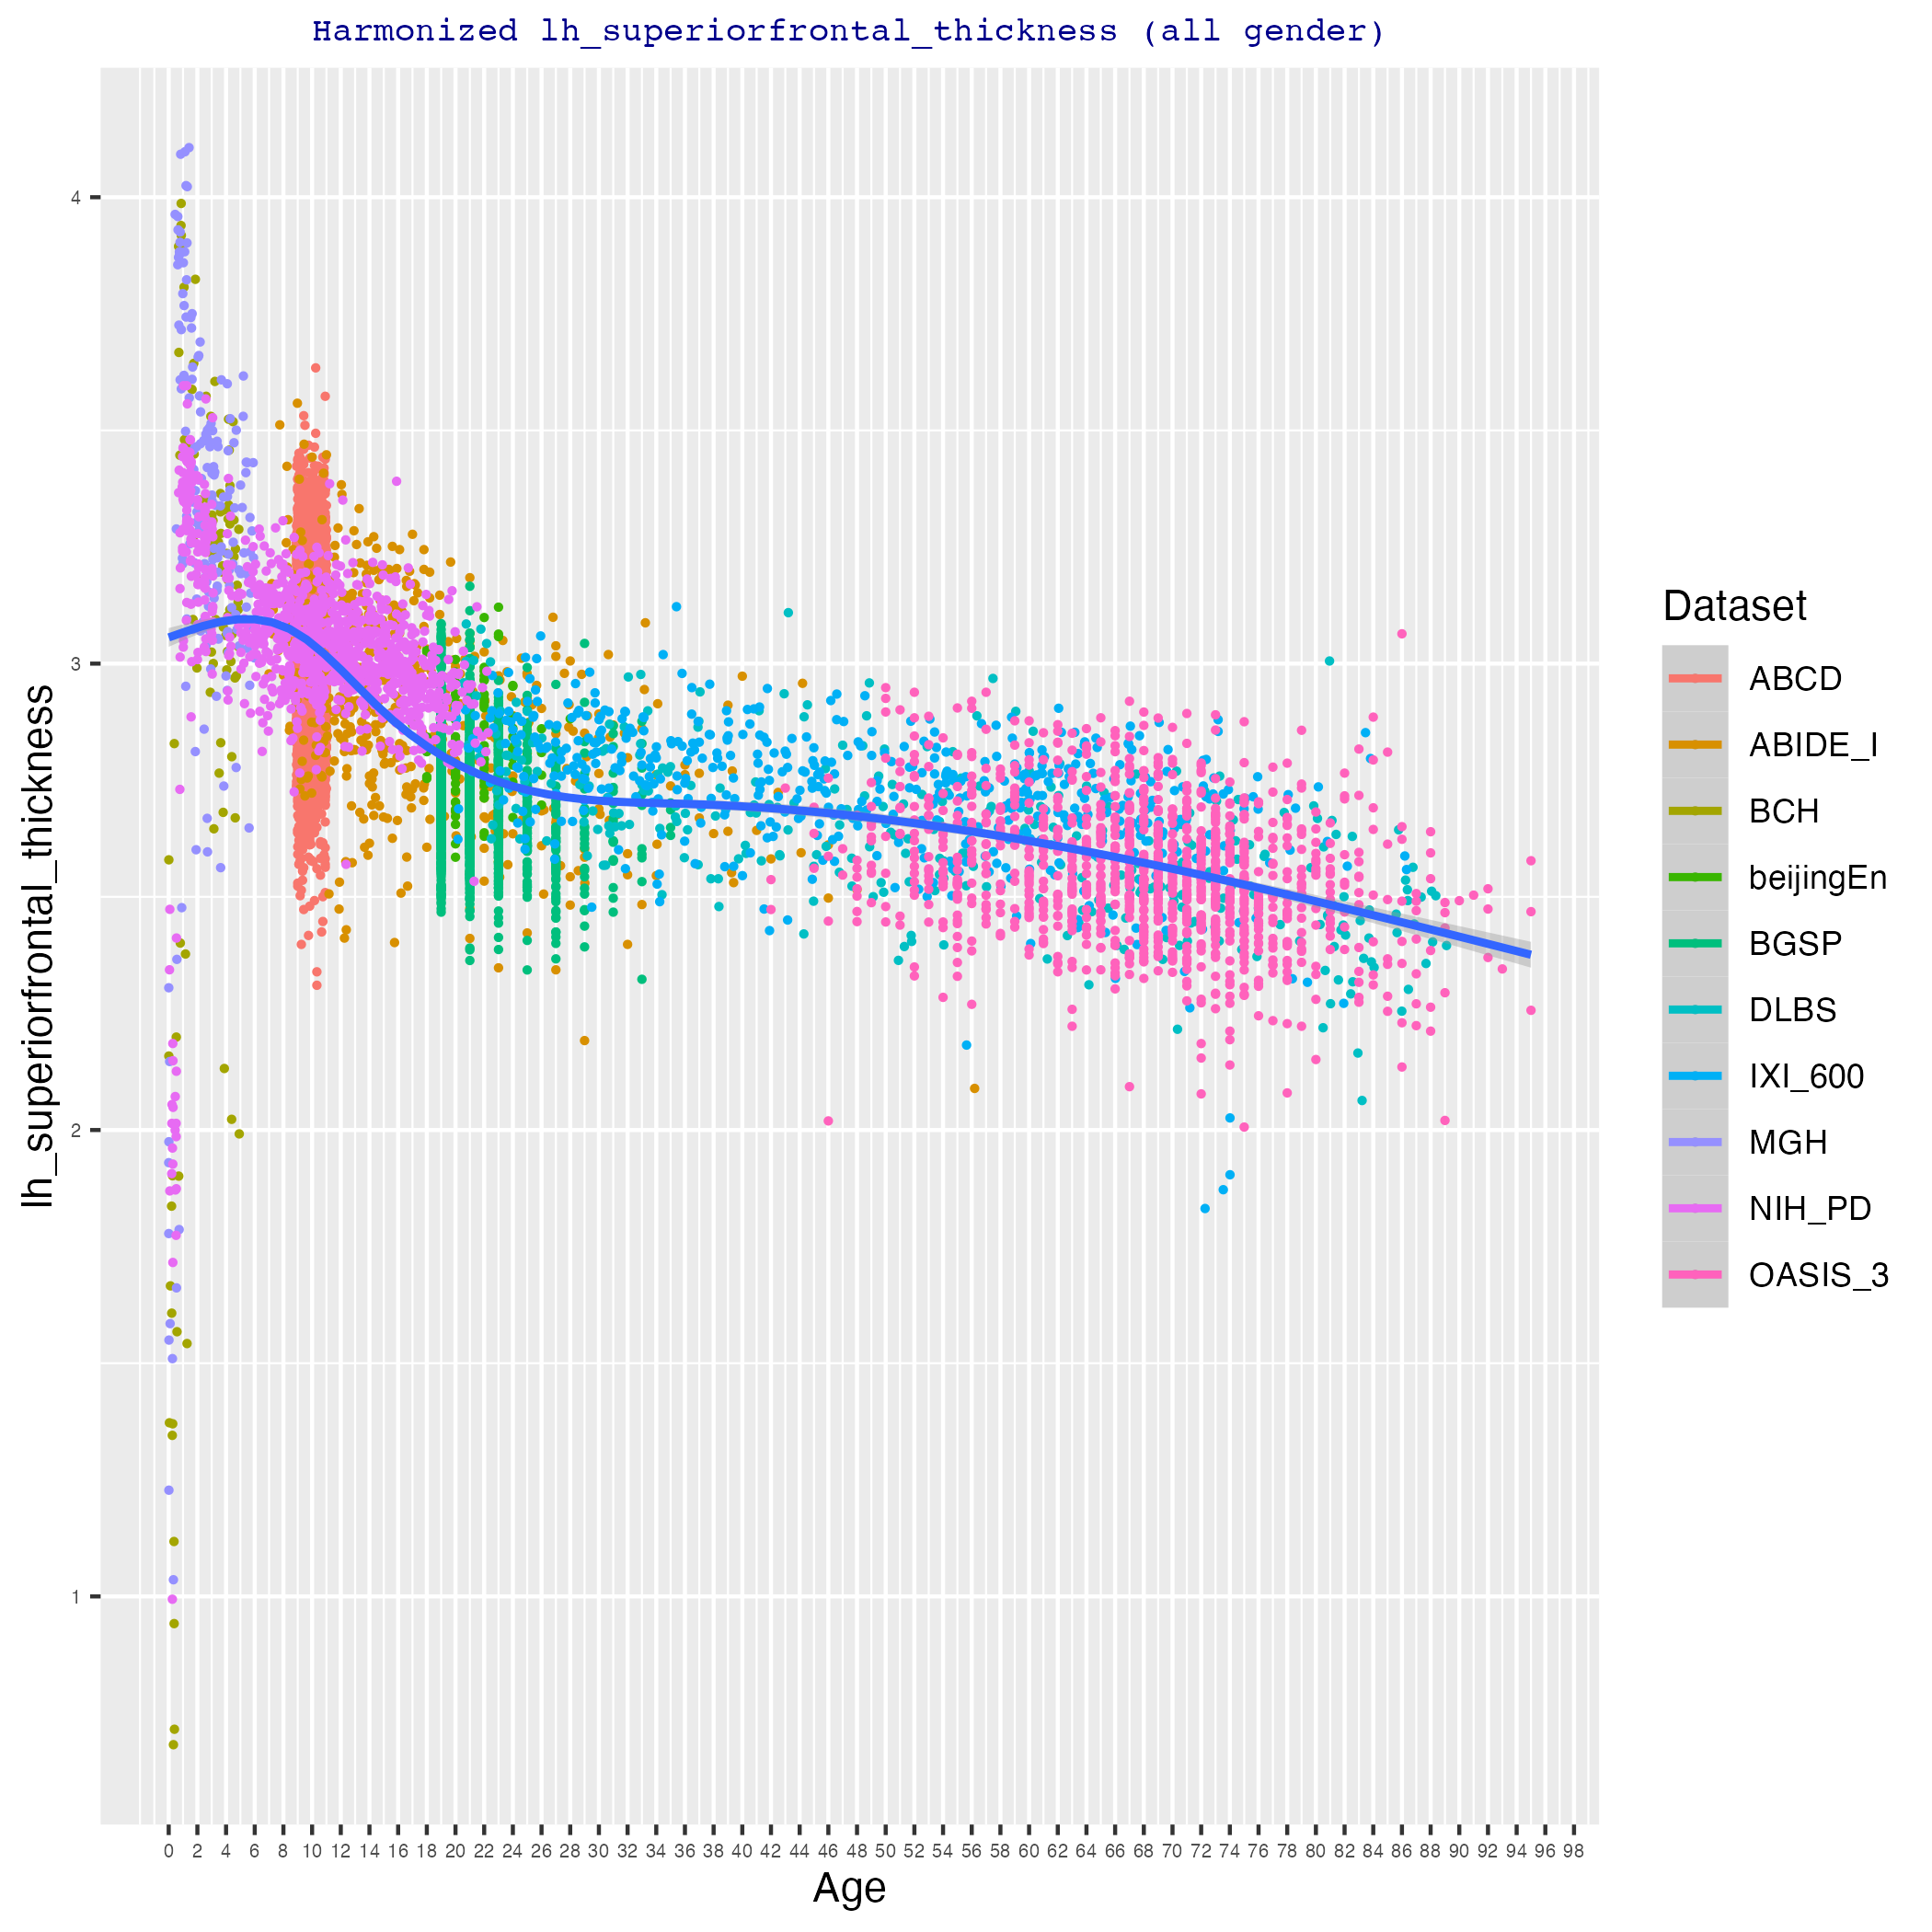 Harmonized lh_superiorfrontal_thickness (all gender)
lh_superiorfrontal_thickness
4
3
2
1
0 2 4 6 8 10 12 14 16 18 20 22 24 26 28 30 32 34 36 38 40 42 44 46 48 50 52 54 56 58 60 62 64 66 68 70 72 74 76 78 80 82 84 86 88 90 92 94 96 98
Age
Dataset
ABCD
ABIDE_I
BCH
beijingEn
BGSP
DLBS
IXI_600
MGH
NIH_PD
OASIS_3